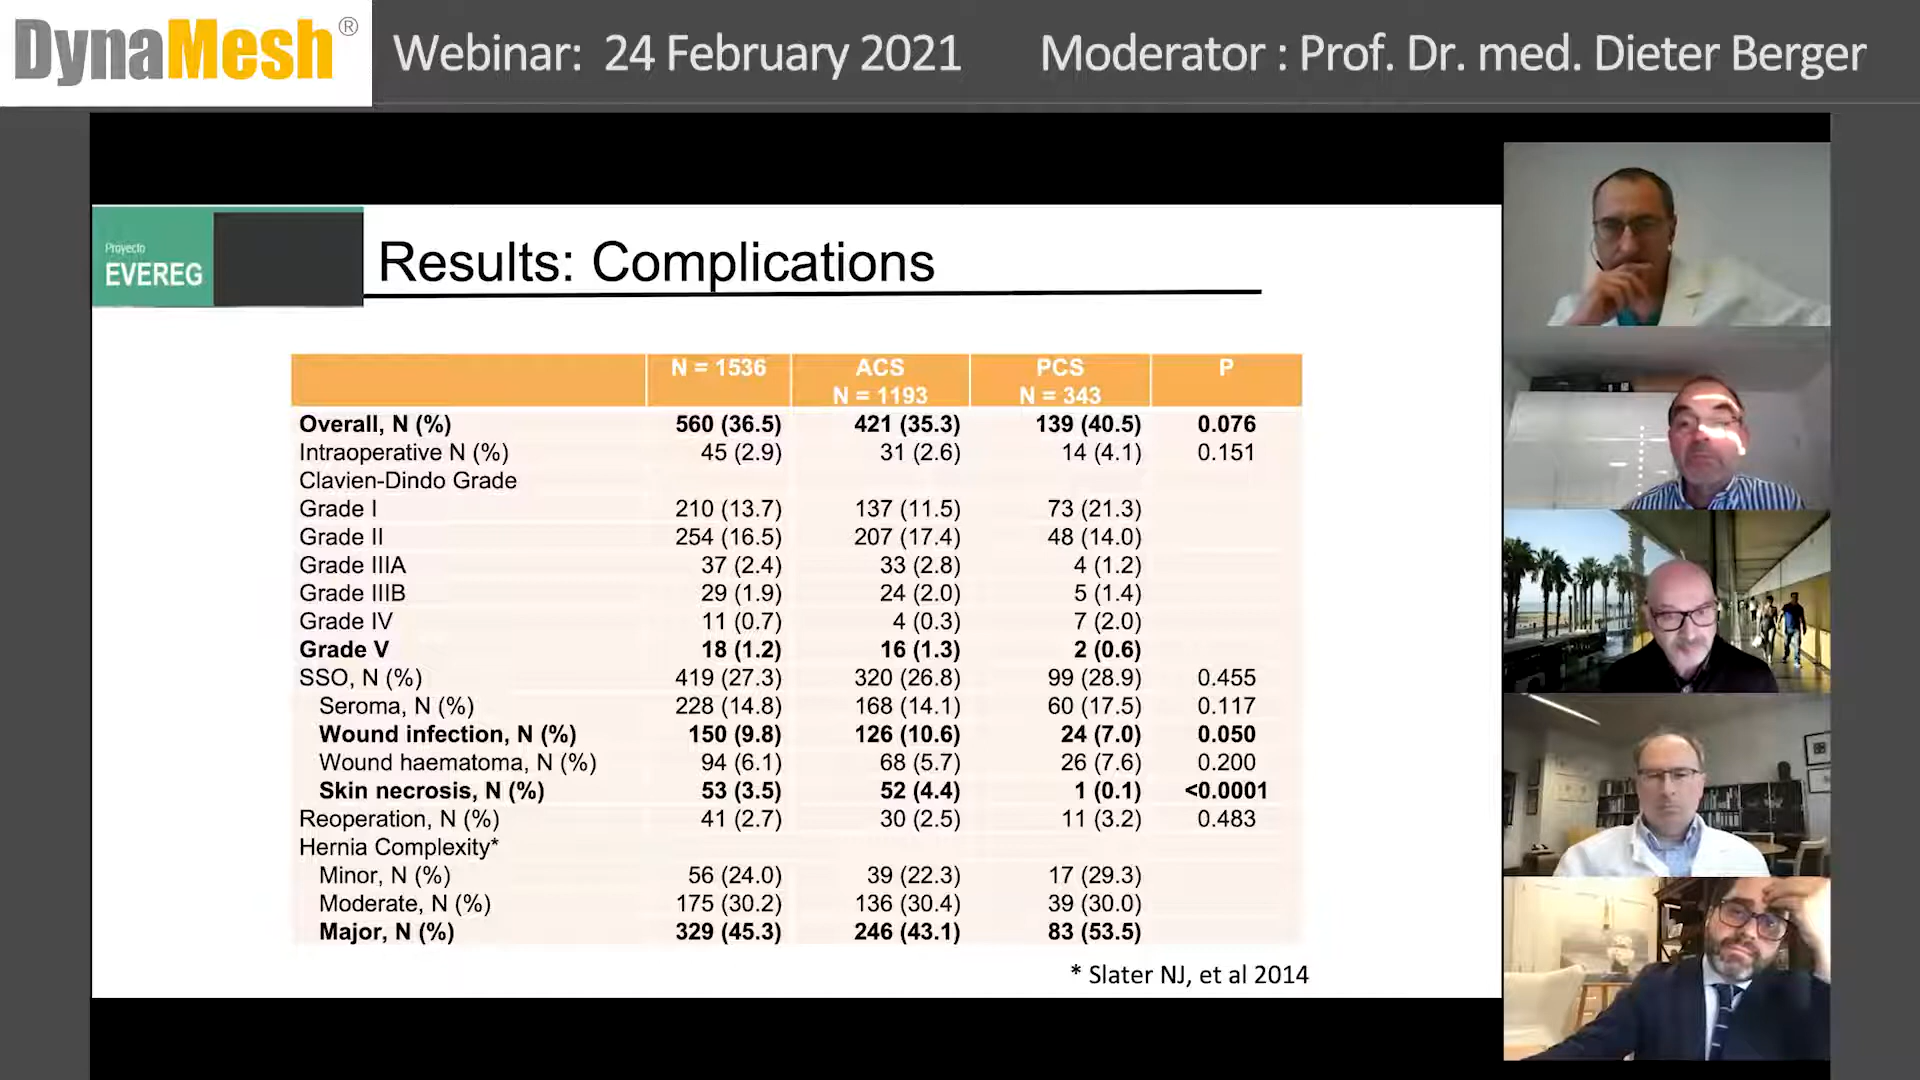 DynaMesh®
Webinar: 24 February 2021 Moderator : Prof. Dr. med. Dieter Berger
Proyecto
EVEREG
Results: Complications
N = 1536 ACS N = 1193 PCS N = 343 P
Overall, N (%) 560 (36.5) 421 (35.3) 139 (40.5) 0.076
Intraoperative N (%) 45 (2.9) 31 (2.6) 14 (4.1) 0.151
Clavien-Dindo Grade
Grade I 210 (13.7) 137 (11.5) 73 (21.3)
Grade II 254 (16.5) 207 (17.4) 48 (14.0)
Grade IIIA 37 (2.4) 33 (2.8) 4 (1.2)
Grade IIIB 29 (1.9) 24 (2.0) 5 (1.4)
Grade IV 11 (0.7) 4 (0.3) 7 (2.0)
Grade V 18 (1.2) 16 (1.3) 2 (0.6)
SSO, N (%) 419 (27.3) 320 (26.8) 99 (28.9) 0.455
Seroma, N (%) 228 (14.8) 168 (14.1) 60 (17.5) 0.117
Wound infection, N (%) 150 (9.8) 126 (10.6) 24 (7.0) 0.050
Wound haematoma, N (%) 94 (6.1) 68 (5.7) 26 (7.6) 0.200
Skin necrosis, N (%) 53 (3.5) 52 (4.4) 1 (0.1) <0.0001
Reoperation, N (%) 41 (2.7) 30 (2.5) 11 (3.2) 0.483
Hernia Complexity*
Minor, N (%) 56 (24.0) 39 (22.3) 17 (29.3)
Moderate, N (%) 175 (30.2) 136 (30.4) 39 (30.0)
Major, N (%) 329 (45.3) 246 (43.1) 83 (53.5)
* Slater NJ, et al 2014